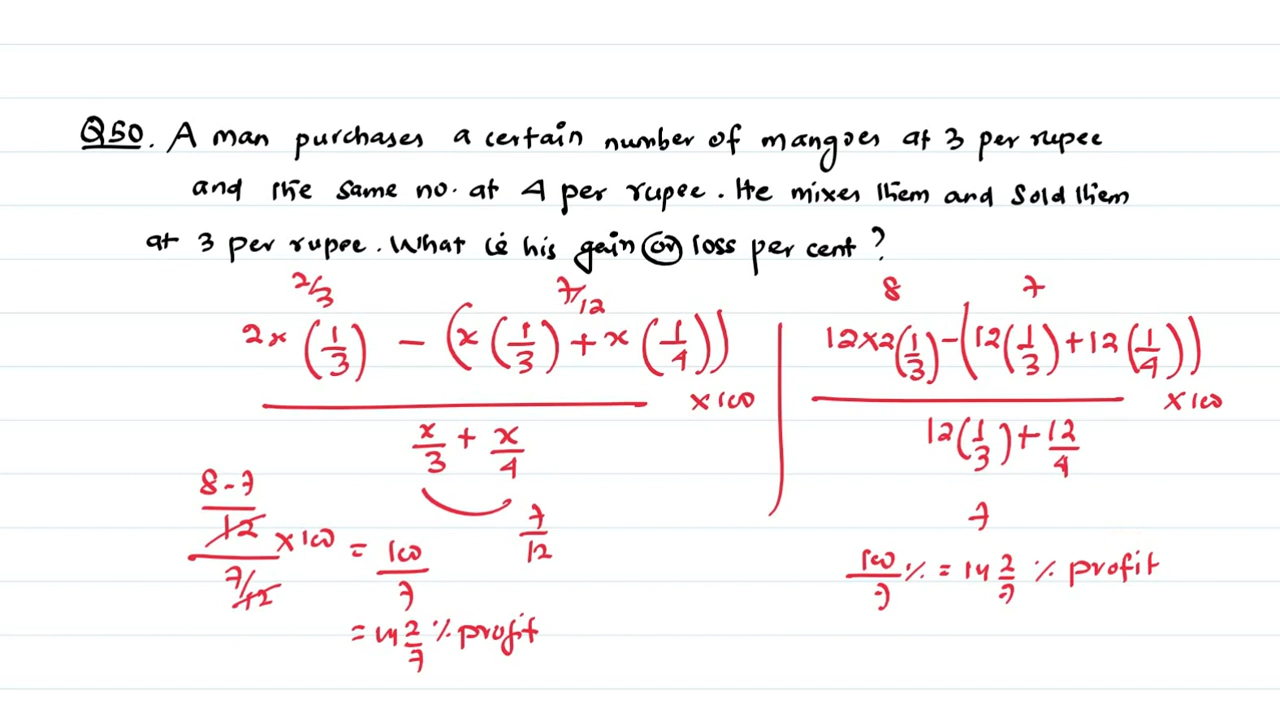 Q50. A man purchases a certain number of mangoes at 3 per rupee
and the same no. at 4 per rupee. He mixes them and sold them
at 3 per rupee. What is his gain or loss per cent?
2/3 7/12
2x (1/3) - (x (1/3) + x (1/4))
x/3 + x/4
×100
7/12
8-7
12
7/12
×100 = 100/7
= 14 2/7 % profit
8 7
12×2(1/3) - (12(1/3) + 12(1/4))
12(1/3) + 12/4
×100
7
100/7 % = 14 2/7 % profit